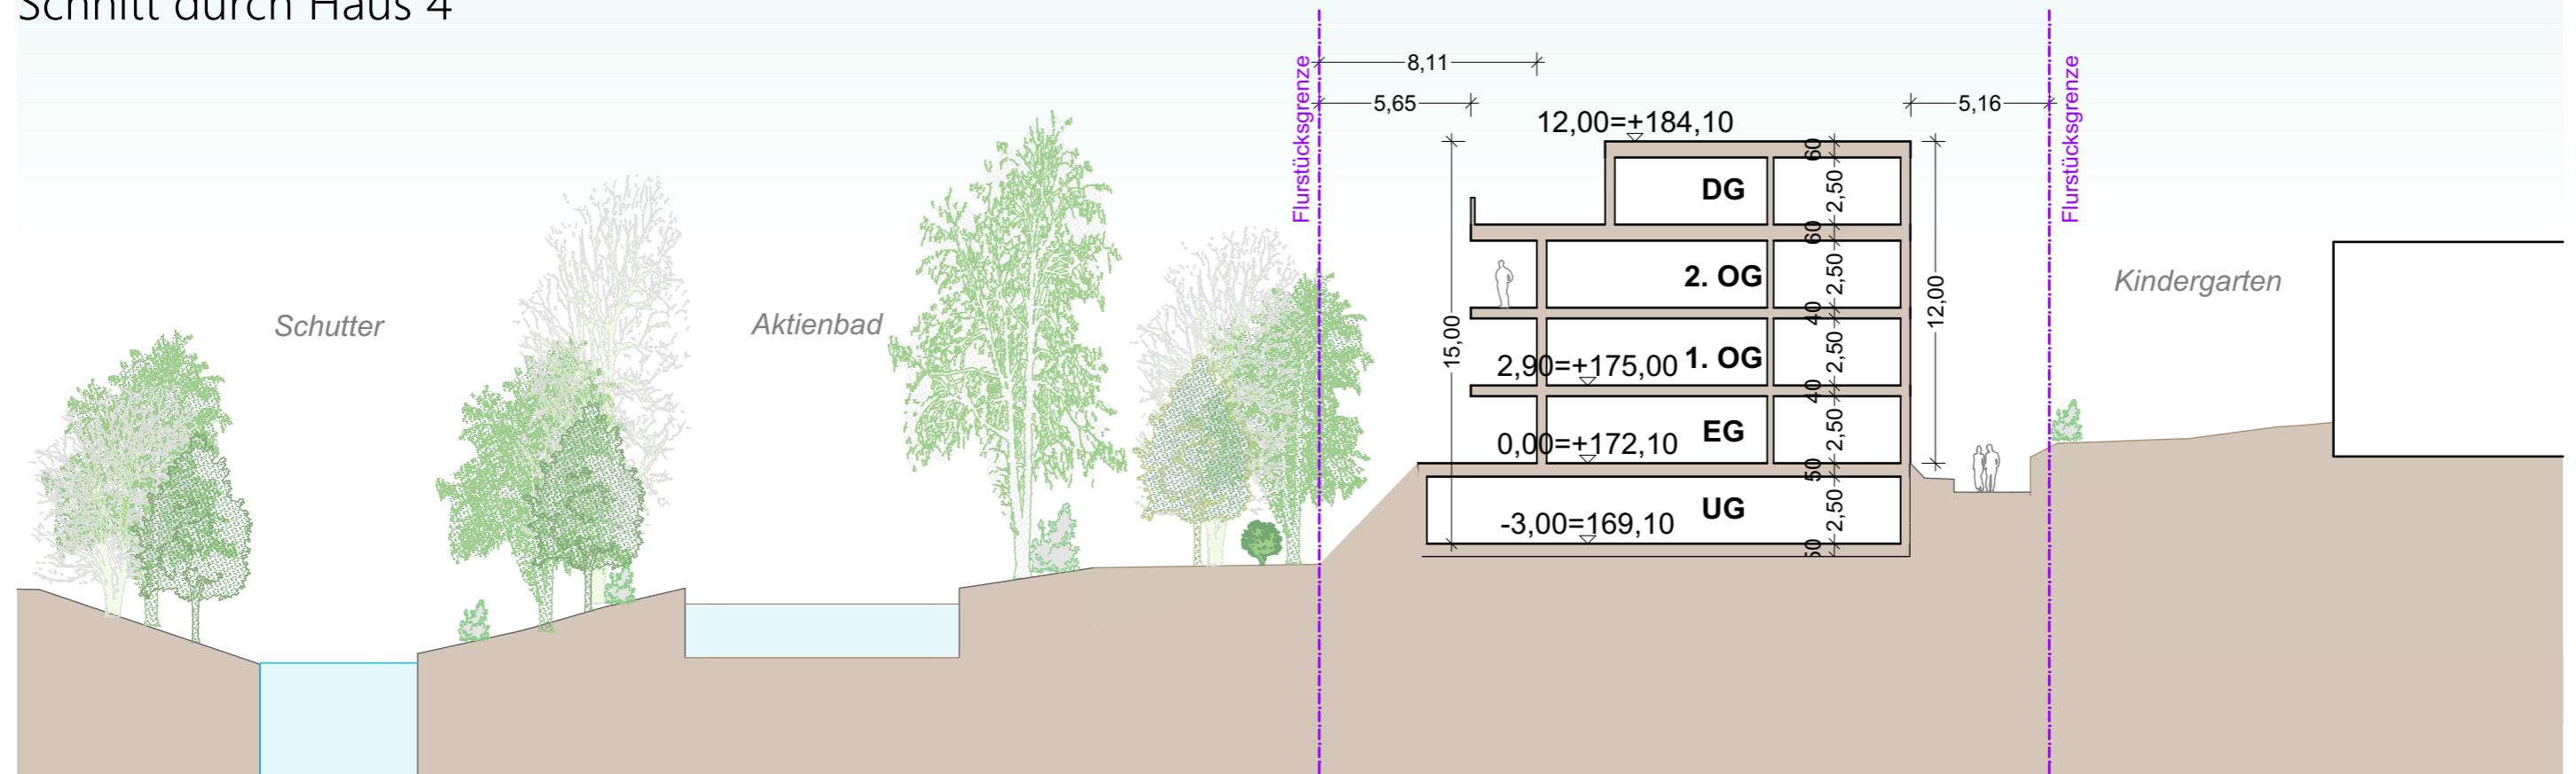 Schnitt durch Haus 4
Flurstücksgrenze
8,11
5,65
5,16
Flurstücksgrenze
12,00=+184,10
60
DG
2,50
60
2. OG
2,50
Kindergarten
Schutter
Aktienbad
15,00
12,00
40
2,90=+175,00
1. OG
2,50
40
0,00=+172,10
EG
2,50
50
-3,00=169,10
UG
2,50
50